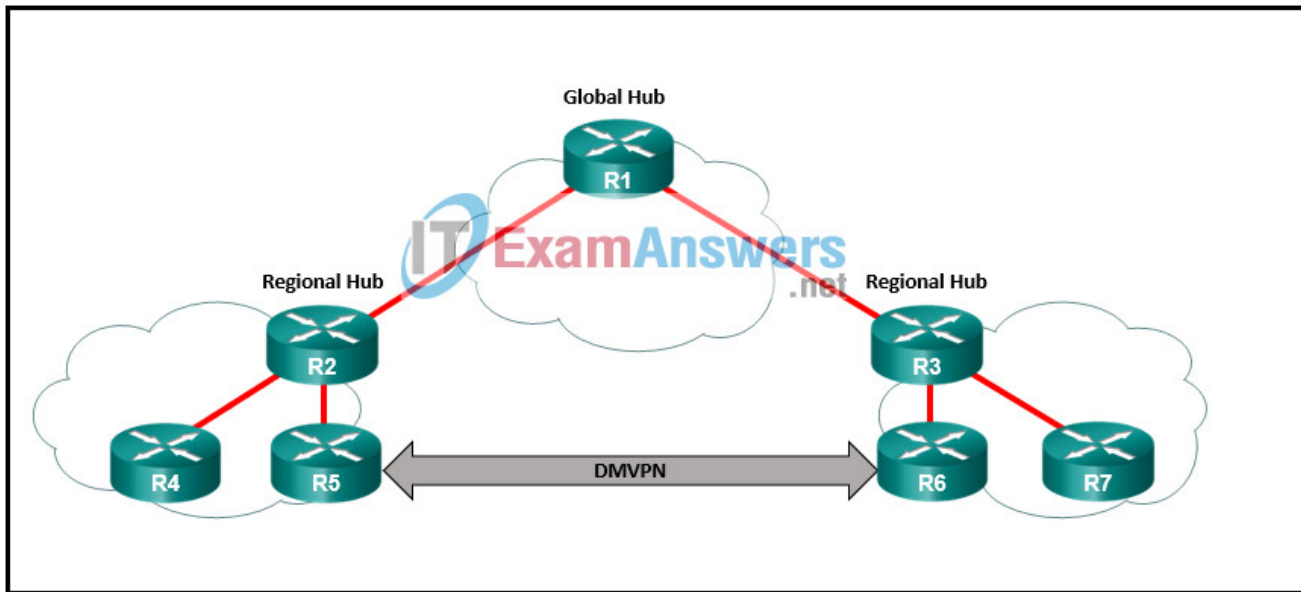 Global Hub
R1
ITExamAnswers
.net
Regional Hub
Regional Hub
R2
R3
DMVPN
R4
R5
R6
R7